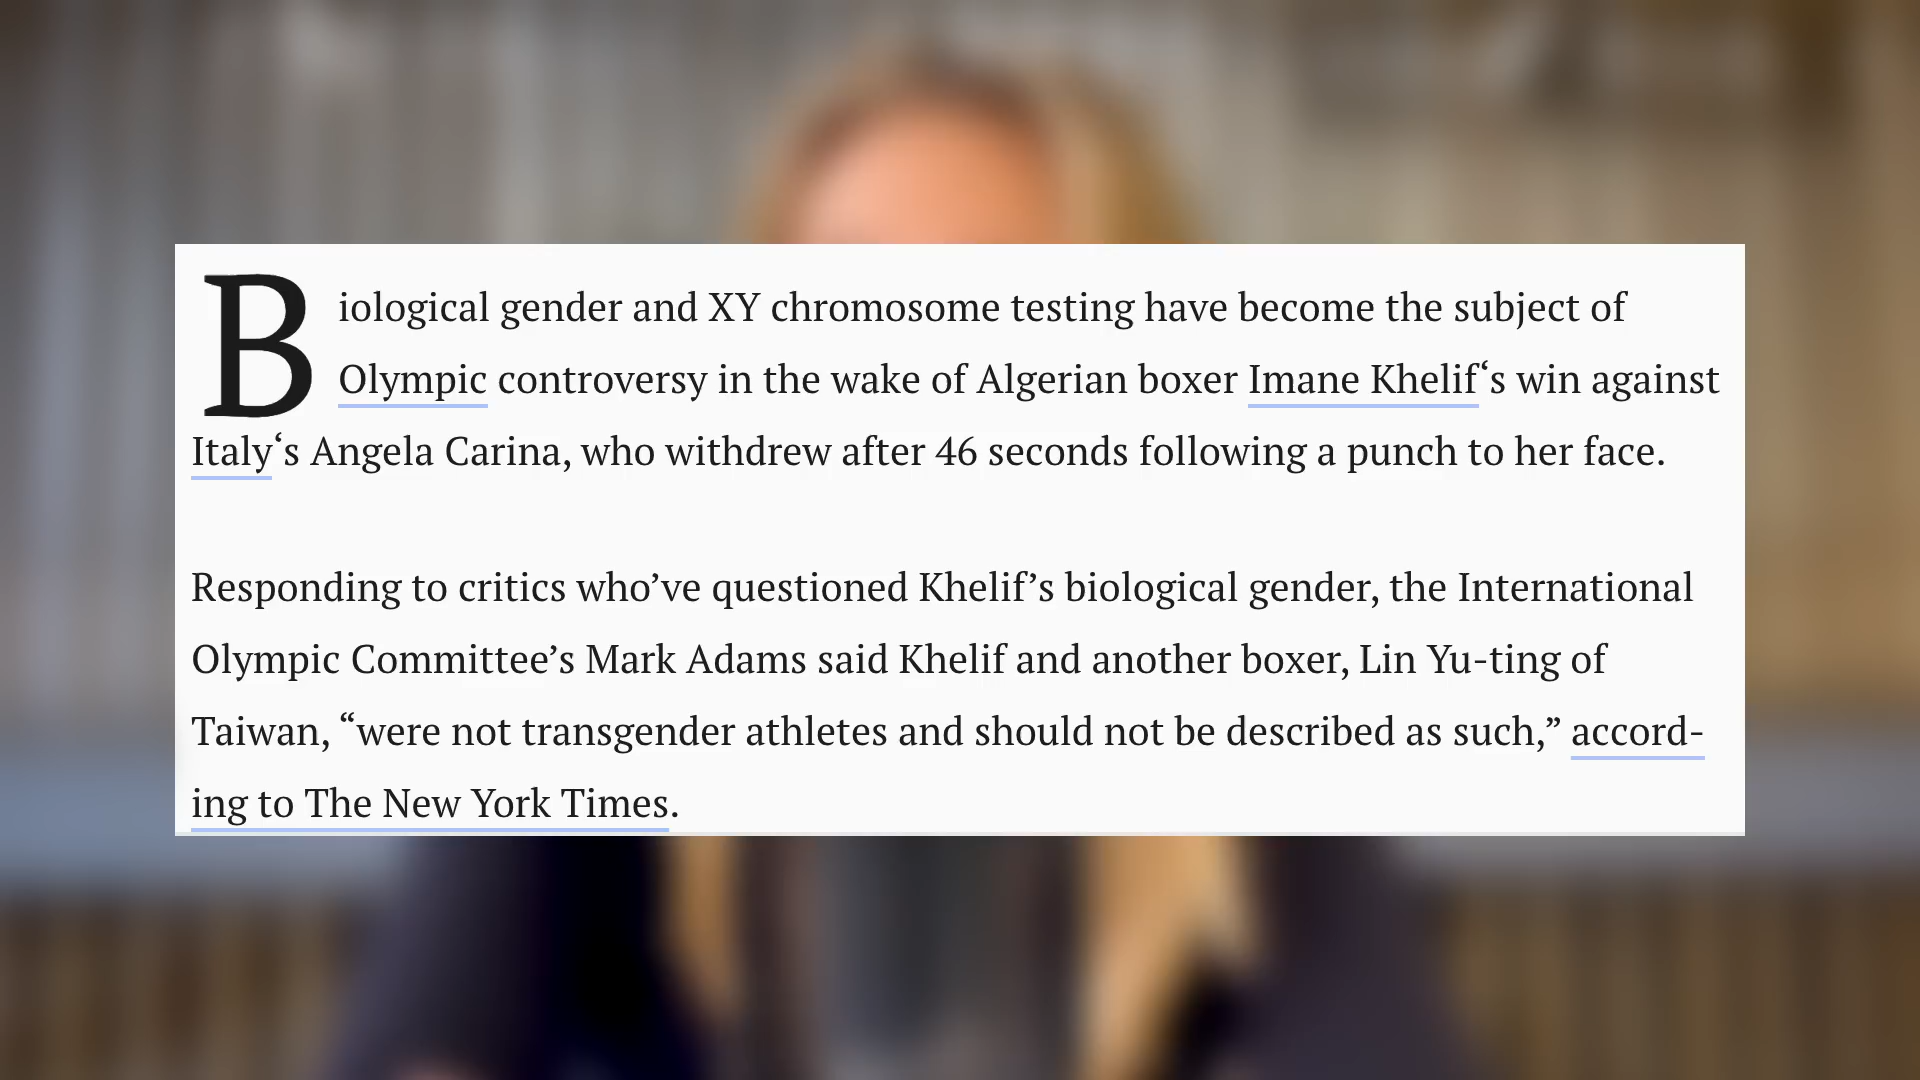 Biological gender and XY chromosome testing have become the subject of
Olympic controversy in the wake of Algerian boxer Imane Khelif‘s win against
Italy‘s Angela Carina, who withdrew after 46 seconds following a punch to her face.
Responding to critics who’ve questioned Khelif’s biological gender, the International
Olympic Committee’s Mark Adams said Khelif and another boxer, Lin Yu-ting of
Taiwan, “were not transgender athletes and should not be described as such,” accord-
ing to The New York Times.